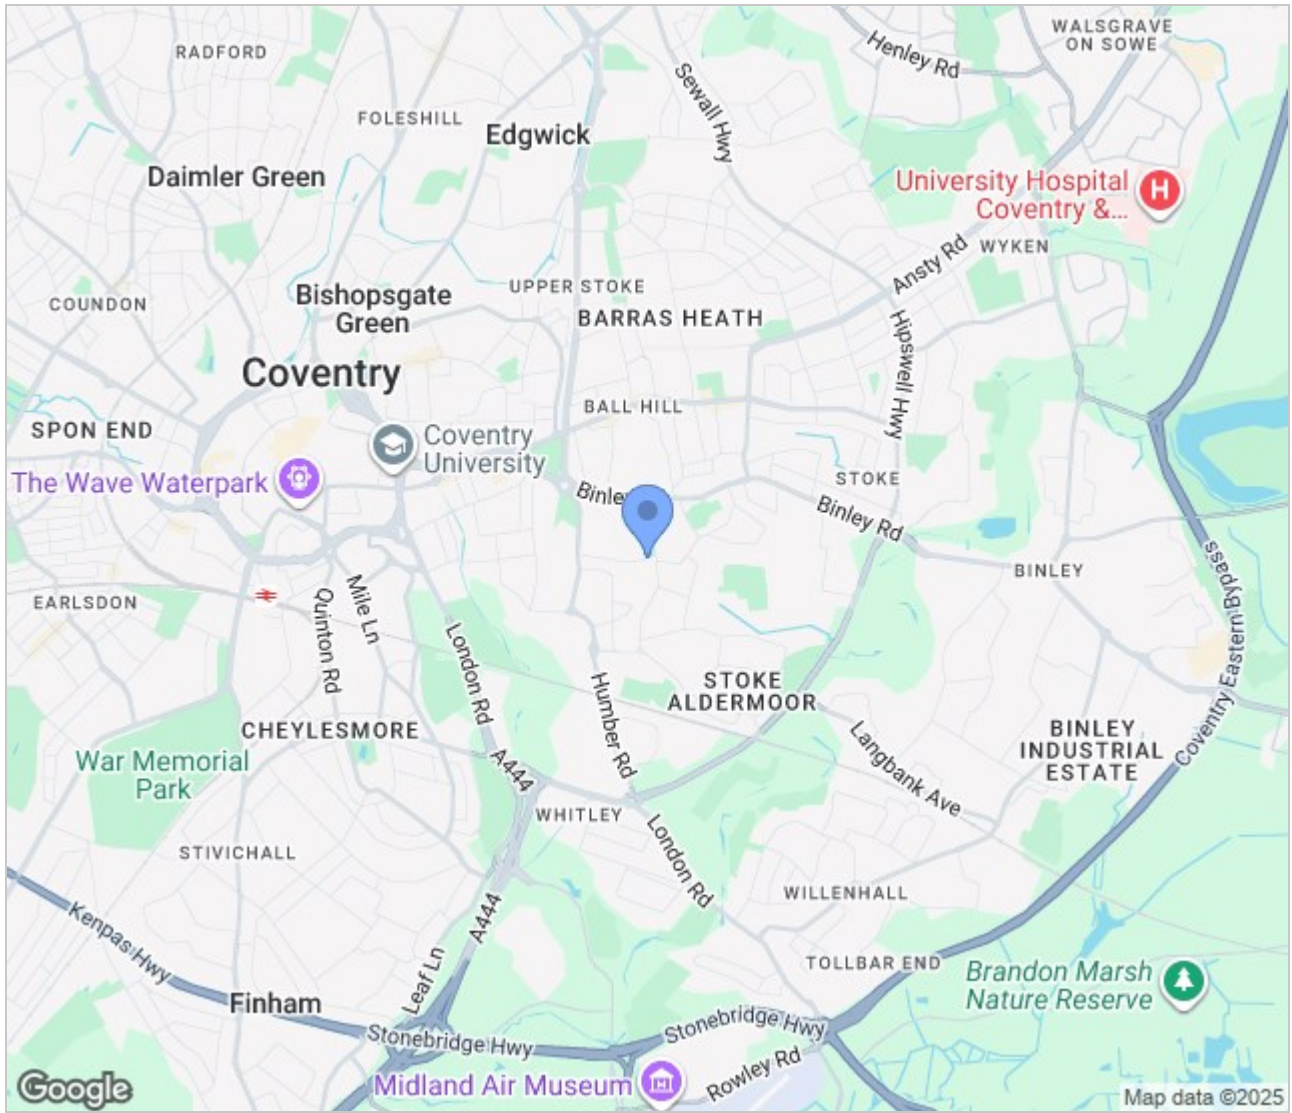 RADFORD
WALSGRAVE
ON SOWE
Henley Rd
Sewall Hwy
FOLESHILL
Edgwick
Daimler Green
University Hospital
Coventry &...
H
WYKEN
Ansty Rd
COUNDON
Bishopsgate
Green
UPPER STOKE
BARRAS HEATH
Hipswell Hwy
Coventry
BALL HILL
SPON END
Coventry
University
The Wave Waterpark
STOKE
Binley Rd
EARLSDON
Quinton Rd
Mile Ln
BINLEY
Coventry Eastern Bypass
London Rd
Humber Rd
STOKE
ALDERMOOR
CHEYLESMORE
War Memorial
Park
A444
Langbank Ave
BINLEY
INDUSTRIAL
ESTATE
WHITLEY
STIVICHALL
London Rd
WILLENHALL
Kenpas Hwy
A444
Leaf Ln
TOLLBAR END
Brandon Marsh
Nature Reserve
Finham
Stonebridge Hwy
Stonebridge Hwy
Rowley Rd
Midland Air Museum
Google
Map data ©2025